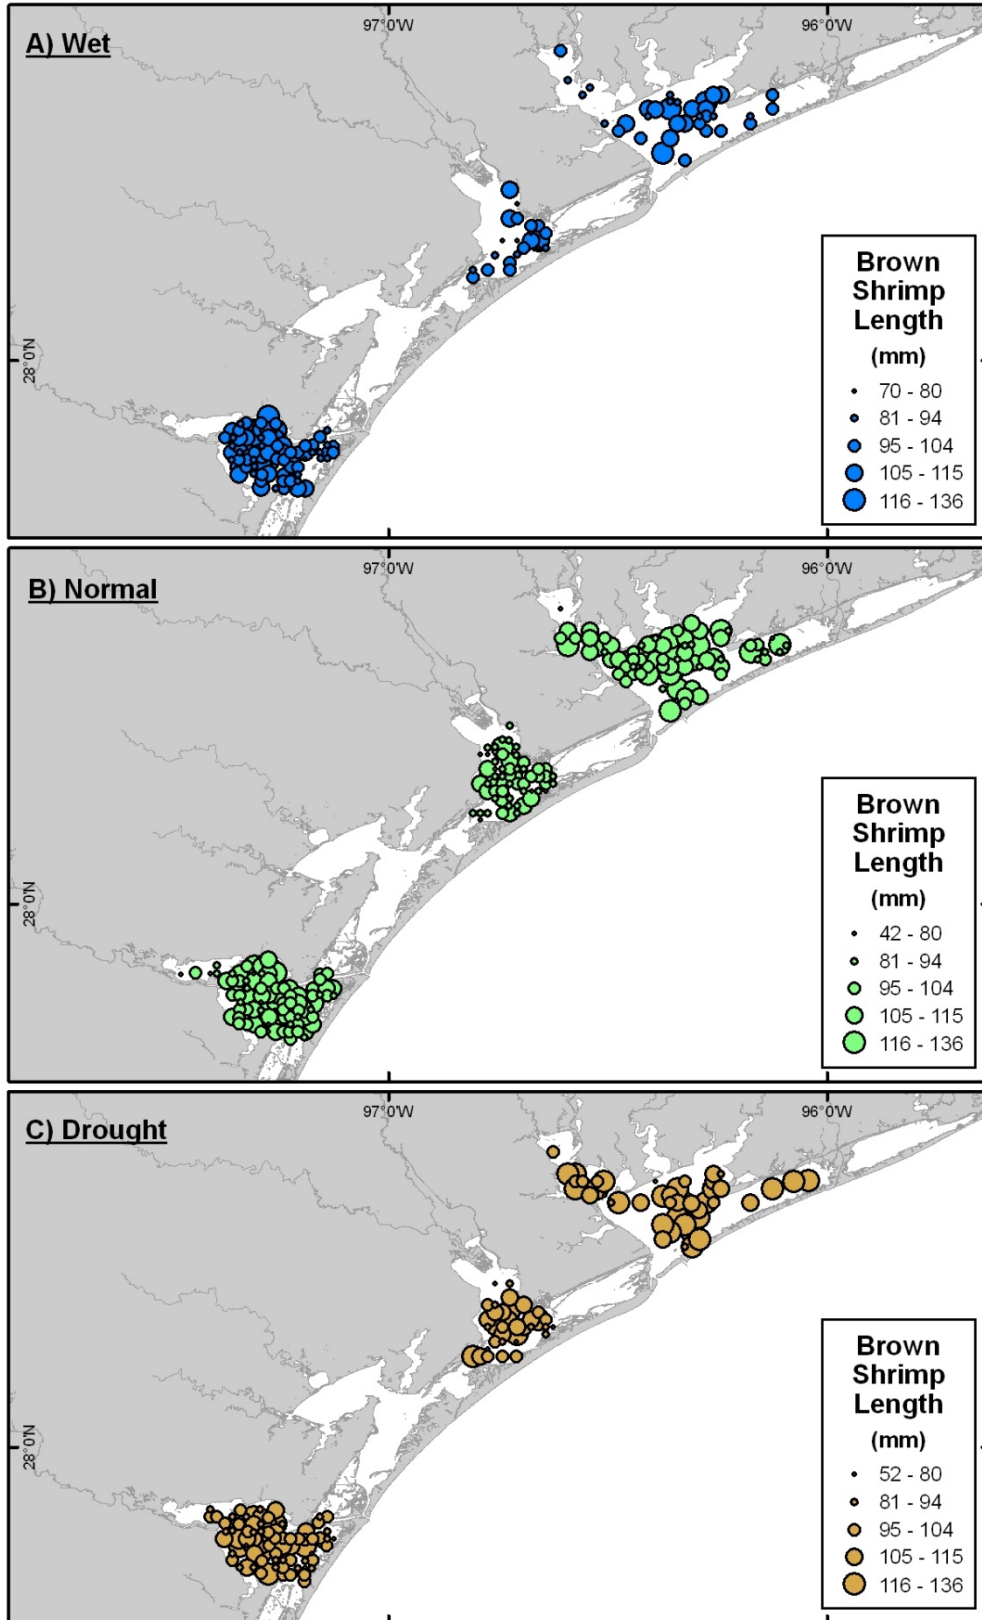 97°0'W
96°0'W
A) Wet
28°0'N
Brown
Shrimp
Length
(mm)
70 - 80
81 - 94
95 - 104
105 - 115
116 - 136
97°0'W
96°0'W
B) Normal
28°0'N
Brown
Shrimp
Length
(mm)
42 - 80
81 - 94
95 - 104
105 - 115
116 - 136
97°0'W
96°0'W
C) Drought
28°0'N
Brown
Shrimp
Length
(mm)
52 - 80
81 - 94
95 - 104
105 - 115
116 - 136